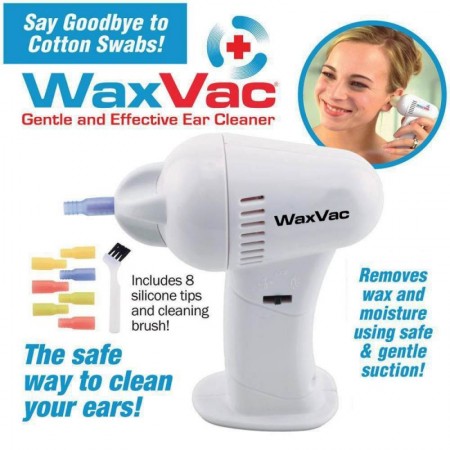 Say Goodbye to
Cotton Swabs!
WaxVac®
Gentle and Effective Ear Cleaner
WaxVac
Includes 8
silicone tips
and cleaning
brush!
Removes
wax and
moisture
using safe
& gentle
suction!
The safe
way to clean
your ears!